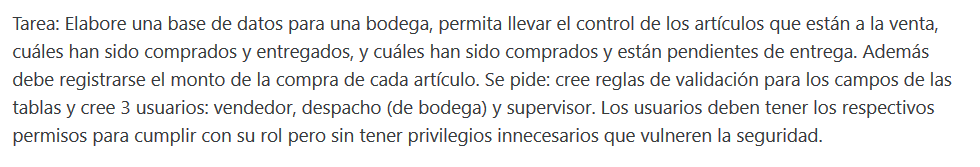 Tarea: Elabore una base de datos para una bodega, permita llevar el control de los artículos que están a la venta,
cuáles han sido comprados y entregados, y cuáles han sido comprados y están pendientes de entrega. Además
debe registrarse el monto de la compra de cada artículo. Se pide: cree reglas de validación para los campos de las
tablas y cree 3 usuarios: vendedor, despacho (de bodega) y supervisor. Los usuarios deben tener los respectivos
permisos para cumplir con su rol pero sin tener privilegios innecesarios que vulneren la seguridad.